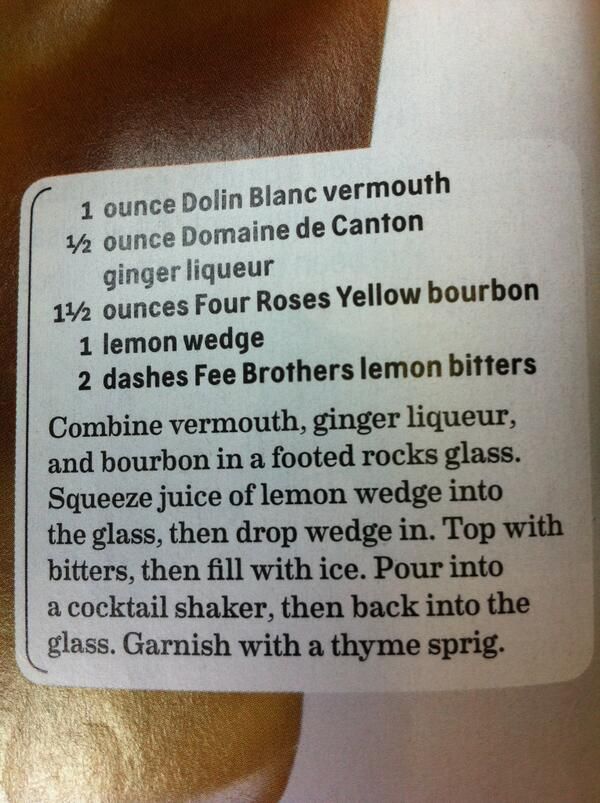 1 ounce Dolin Blanc vermouth
½ ounce Domaine de Canton
ginger liqueur
1½ ounces Four Roses Yellow bourbon
1 lemon wedge
2 dashes Fee Brothers lemon bitters
Combine vermouth, ginger liqueur,
and bourbon in a footed rocks glass.
Squeeze juice of lemon wedge into
the glass, then drop wedge in. Top with
bitters, then fill with ice. Pour into
a cocktail shaker, then back into the
glass. Garnish with a thyme sprig.